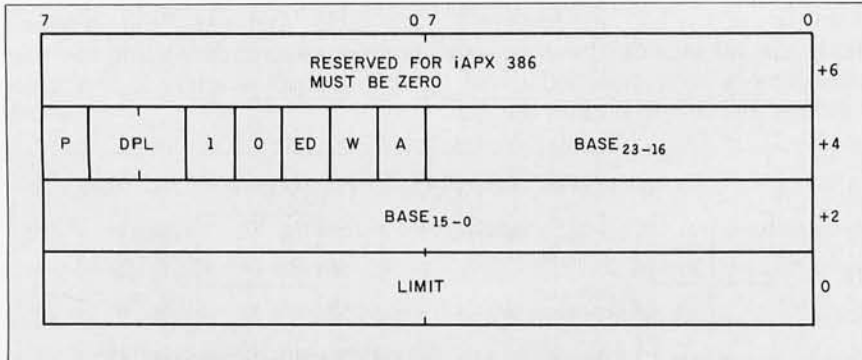 7 0 7 0
RESERVED FOR iAPX 386
MUST BE ZERO
+6
P DPL 1 0 ED W A BASE23-16 +4
BASE15-0 +2
LIMIT 0